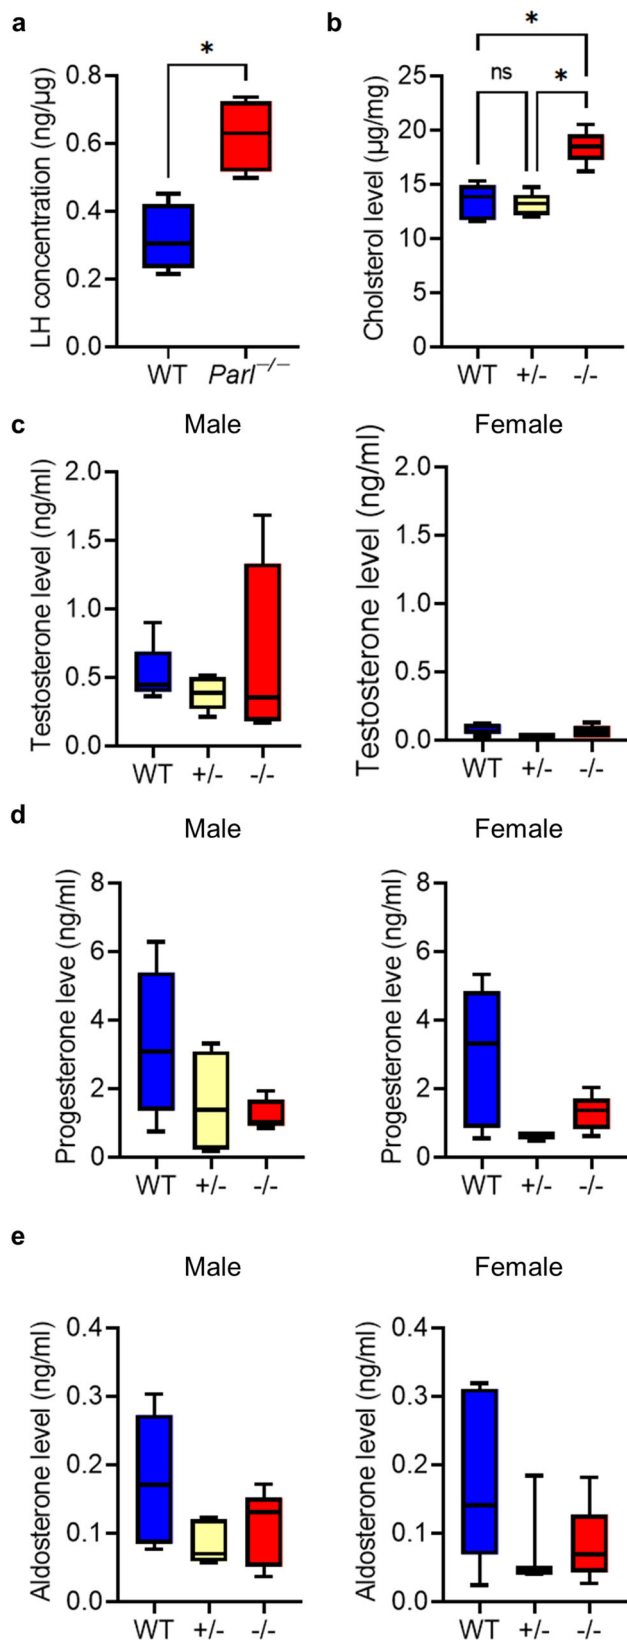 a
LH concentration (ng/µg)
0.8
0.6
0.4
0.2
0.0
*
WT
Parl−/−
b
Cholsterol level (µg/mg)
25
20
15
10
5
0
*
ns
*
WT
+/-
-/-
c
Male
Testosterone level (ng/ml)
2.0
1.5
1.0
0.5
0.0
WT
+/-
-/-
Female
Testosterone level (ng/ml)
2.0
1.5
1.0
0.5
0.0
WT
+/-
-/-
d
Male
Progesterone leve (ng/ml)
8
6
4
2
0
WT
+/-
-/-
Female
Progesterone level (ng/ml)
8
6
4
2
0
WT
+/-
-/-
e
Male
Aldosterone level (ng/ml)
0.4
0.3
0.2
0.1
0.0
WT
+/-
-/-
Female
Aldosterone level (ng/ml)
0.4
0.3
0.2
0.1
0.0
WT
+/-
-/-